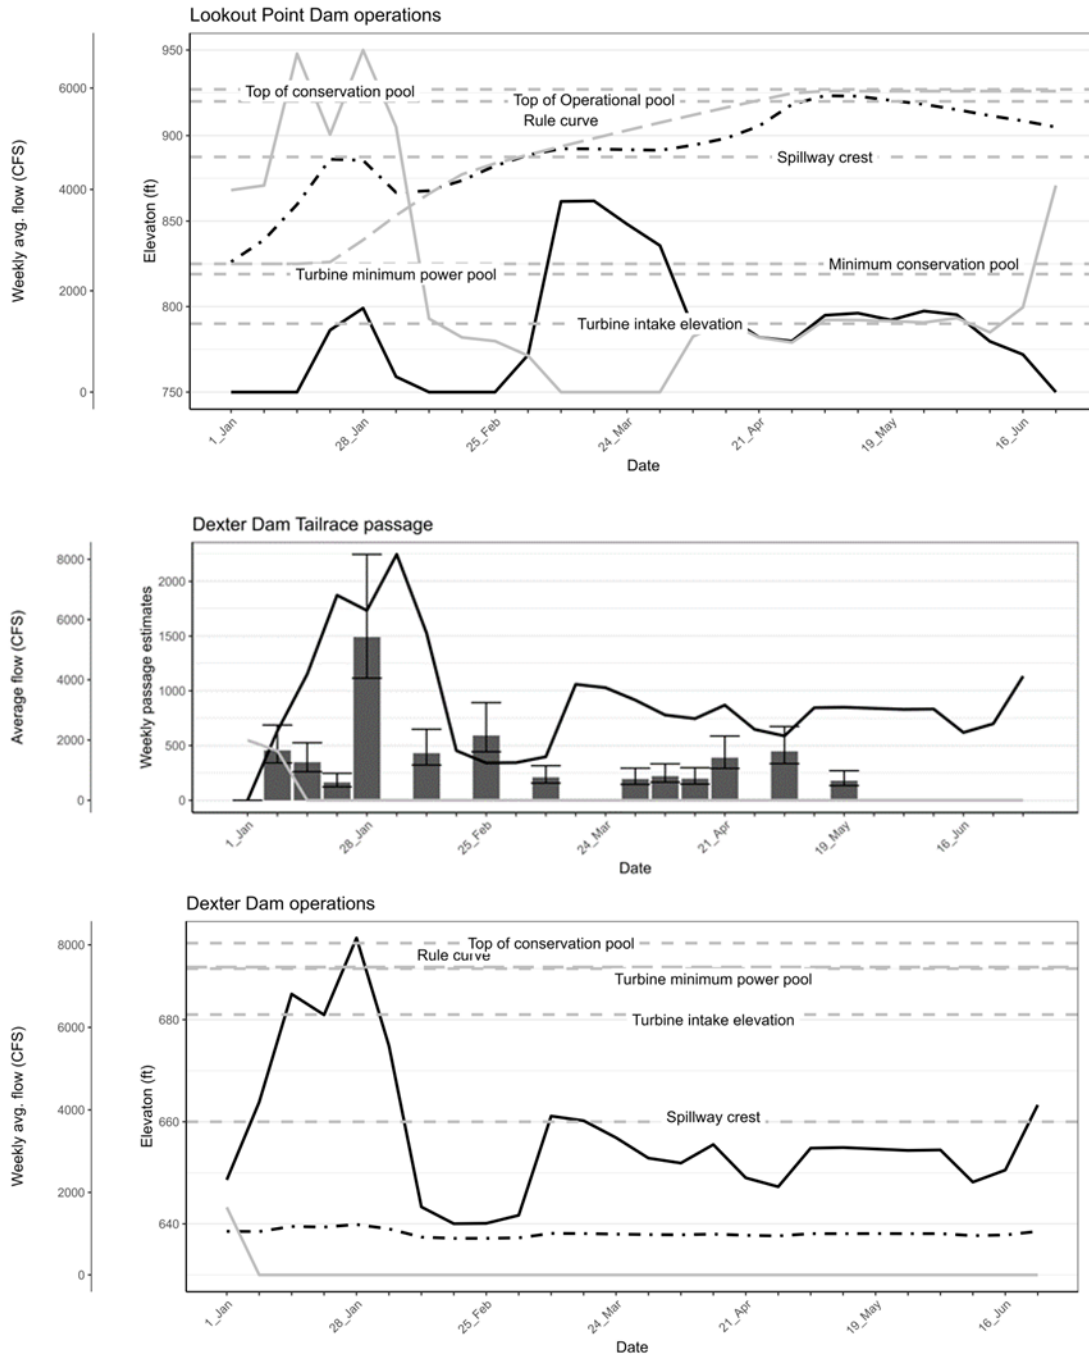 Lookout Point Dam operations
950
6000
Top of conservation pool
Top of Operational pool
Rule curve
900
Spillway crest
4000
Weekly avg. flow (CFS)
Elevaton (ft)
850
Minimum conservation pool
Turbine minimum power pool
2000
800
Turbine intake elevation
0
750
1_Jan
28_Jan
25_Feb
24_Mar
21_Apr
19_May
16_Jun
Date
Dexter Dam Tailrace passage
8000
2000
6000
1500
Average flow (CFS)
Weekly passage estimates
4000
1000
2000
500
0
0
1_Jan
28_Jan
25_Feb
24_Mar
21_Apr
19_May
16_Jun
Date
Dexter Dam operations
8000
Top of conservation pool
Rule curve
Turbine minimum power pool
680
Turbine intake elevation
6000
Weekly avg. flow (CFS)
Elevaton (ft)
4000
660
Spillway crest
2000
640
0
1_Jan
28_Jan
25_Feb
24_Mar
21_Apr
19_May
16_Jun
Date